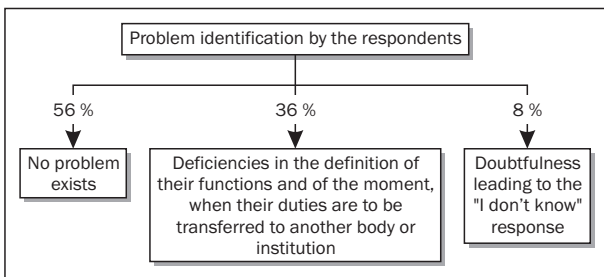 Problem identification by the respondents
56 %
36 %
8 %
No problem
exists
Deficiencies in the definition of
their functions and of the moment,
when their duties are to be
transferred to another body or
institution
Doubtfulness
leading to the
"I don't know"
response